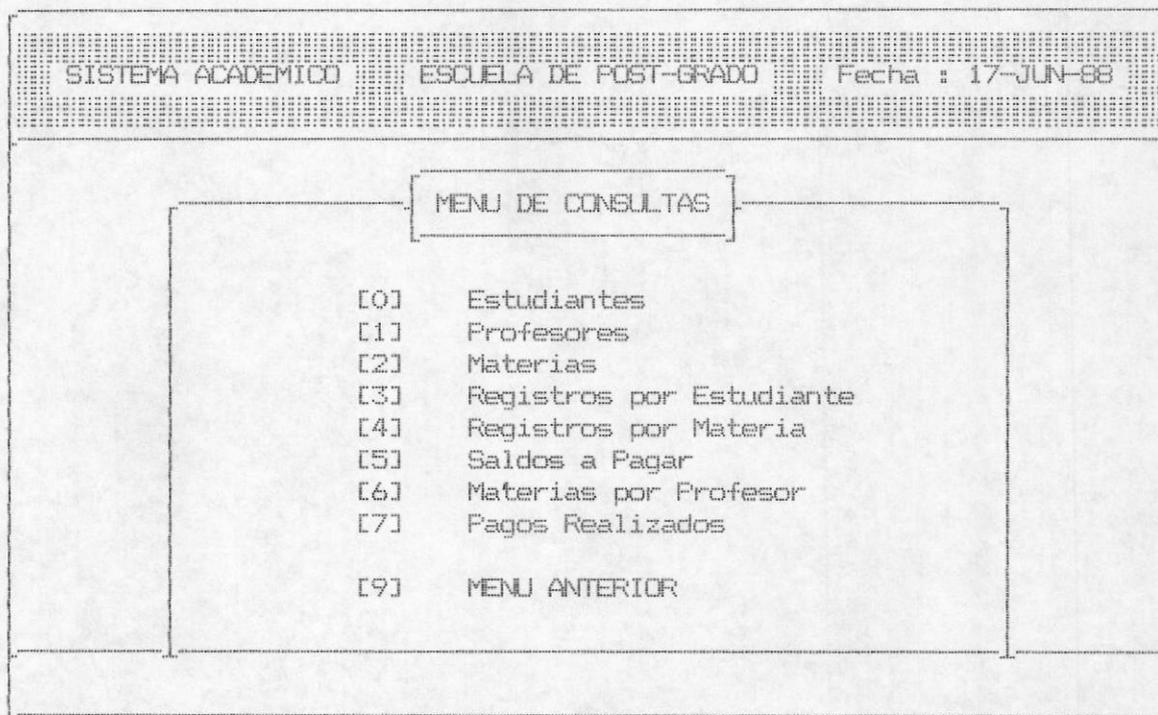 SISTEMA ACADEMICO ESCUELA DE POST-GRADO Fecha : 17-JUN-88
MENU DE CONSULTAS
[0] Estudiantes
[1] Profesores
[2] Materias
[3] Registros por Estudiante
[4] Registros por Materia
[5] Saldos a Pagar
[6] Materias por Profesor
[7] Pagos Realizados
[9] MENU ANTERIOR